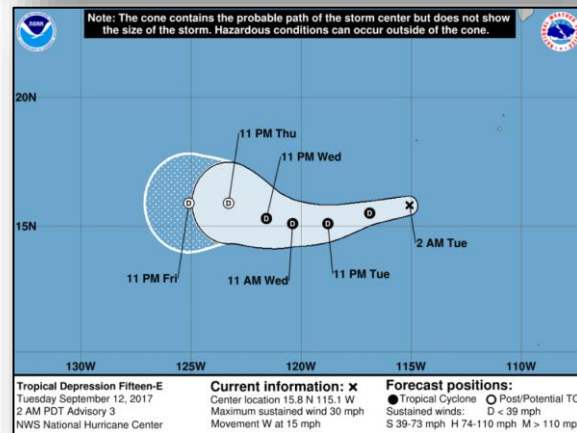 Note: The cone contains the probable path of the storm center but does not show
the size of the storm. Hazardous conditions can occur outside of the cone.
NOAA
20N
11 PM Thu
11 PM Wed
15N
D
D
D
D
D
D
2 AM Tue
11 PM Fri
11 AM Wed
11 PM Tue
130W
125W
120W
115W
110W
Tropical Depression Fifteen-E
Tuesday September 12, 2017
2 AM PDT Advisory 3
NWS National Hurricane Center
Current information: ×
Center location 15.8 N 115.1 W
Maximum sustained wind 30 mph
Movement W at 15 mph
Forecast positions:
● Tropical Cyclone ○ Post/Potential TC
Sustained winds: D < 39 mph
S 39-73 mph H 74-110 mph M > 110 mph